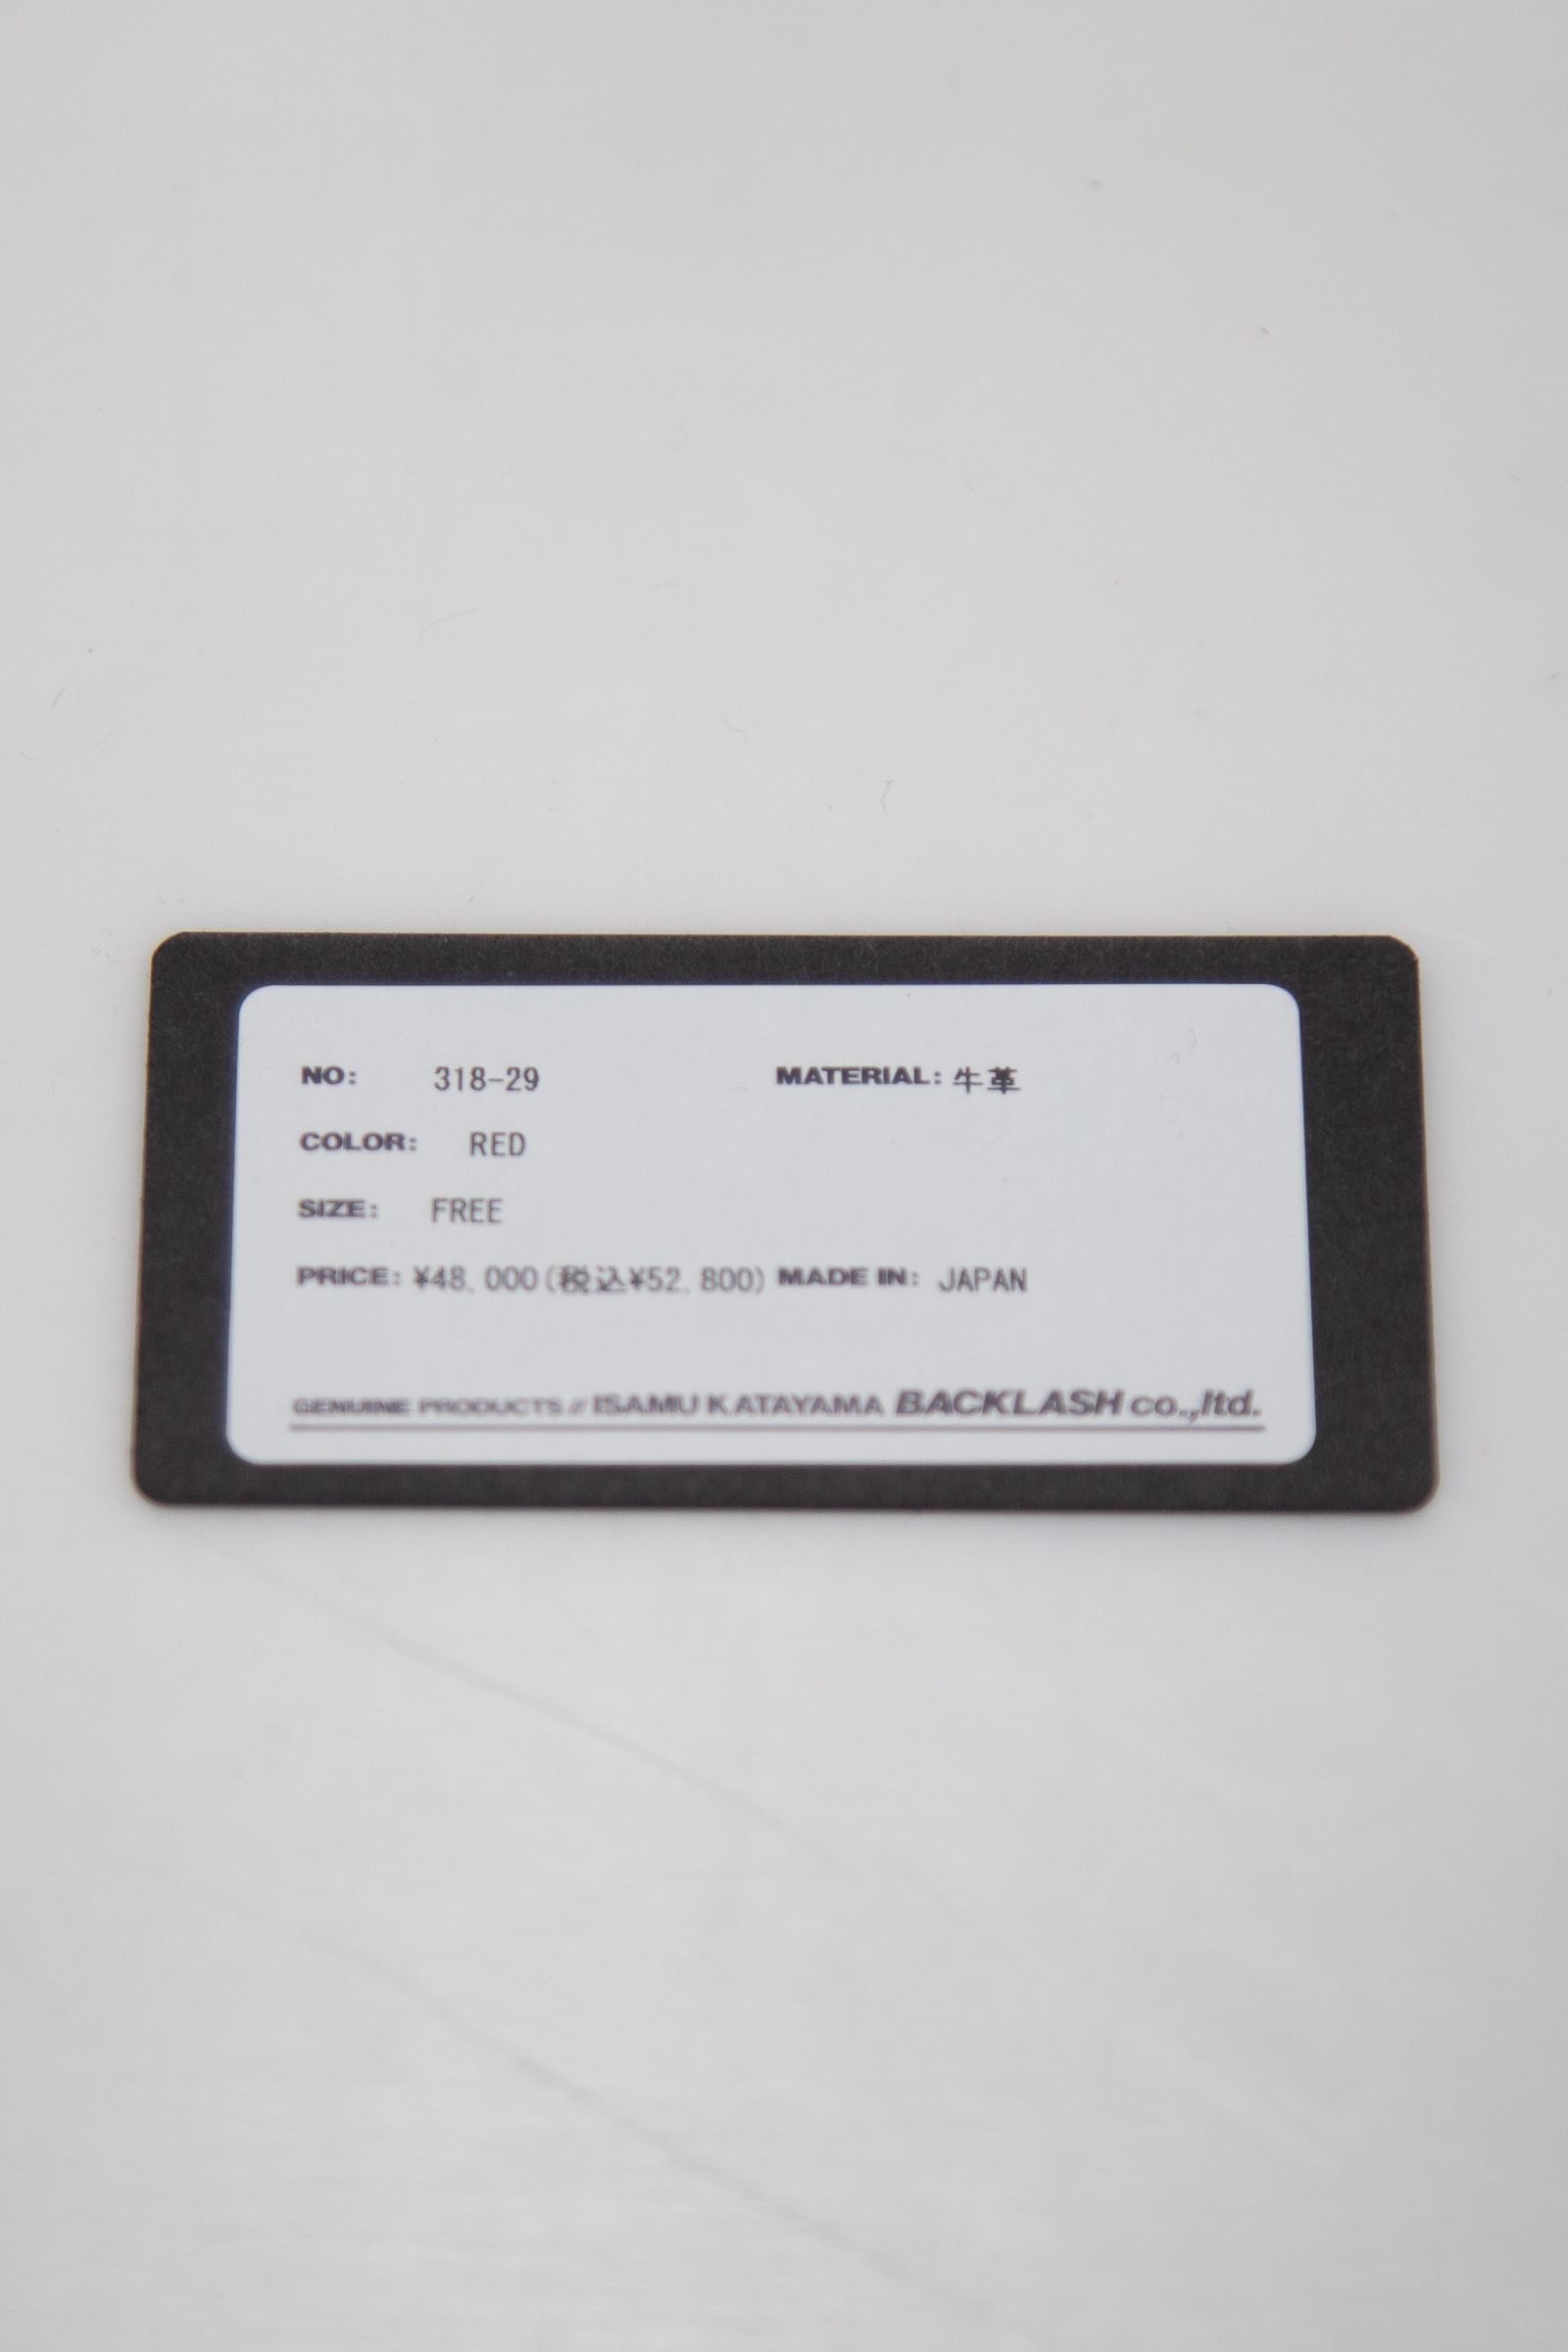 NO: 318-29 MATERIAL: 牛革
COLOR: RED
SIZE: FREE
PRICE: ¥48,000(税込¥52,800) MADE IN: JAPAN
GENUINE PRODUCTS // ISAMU KATAYAMA BACKLASH co.,ltd.